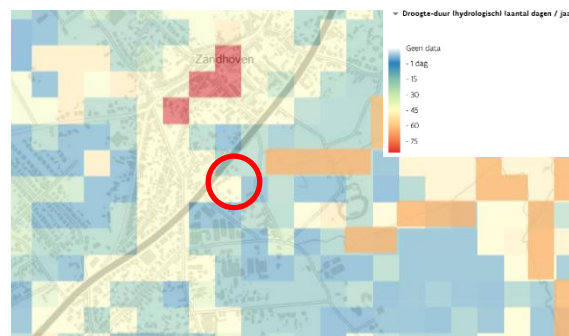 Droogte-duur (hydrologisch) (aantal dagen / jaa
Zandhoven
Geen data
- 1 dag
- 15
- 30
- 45
- 60
- 75